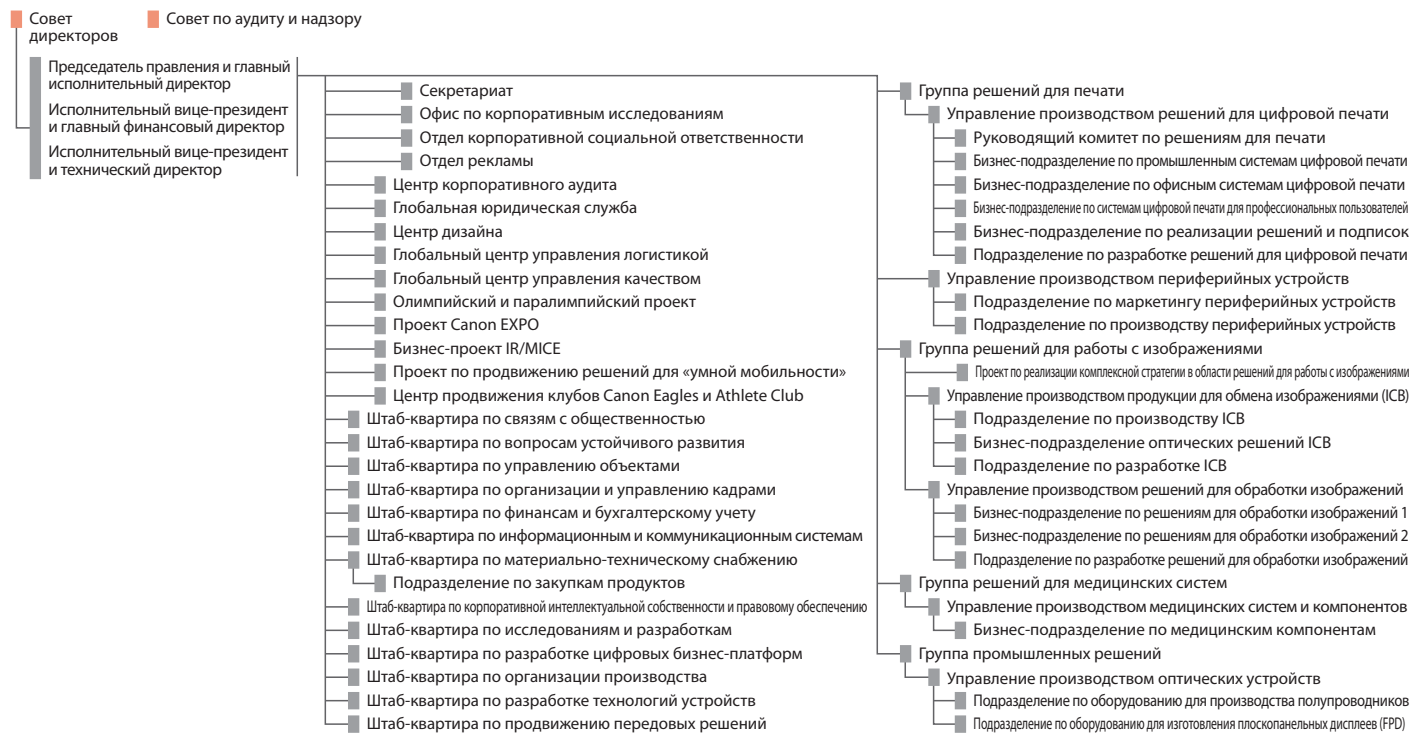 Совет
директоров
Совет по аудиту и надзору
Председатель правления и главный
исполнительный директор
Исполнительный вице-президент
и главный финансовый директор
Исполнительный вице-президент
и технический директор
Секретариат
Офис по корпоративным исследованиям
Отдел корпоративной социальной ответственности
Отдел рекламы
Центр корпоративного аудита
Глобальная юридическая служба
Центр дизайна
Глобальный центр управления логистикой
Глобальный центр управления качеством
Олимпийский и паралимпийский проект
Проект Canon EXPO
Бизнес-проект IR/MICE
Проект по продвижению решений для «умной мобильности»
Центр продвижения клубов Canon Eagles и Athlete Club
Штаб-квартира по связям с общественностью
Штаб-квартира по вопросам устойчивого развития
Штаб-квартира по управлению объектами
Штаб-квартира по организации и управлению кадрами
Штаб-квартира по финансам и бухгалтерскому учету
Штаб-квартира по информационным и коммуникационным системам
Штаб-квартира по материально-техническому снабжению
Подразделение по закупкам продуктов
Штаб-квартира по корпоративной интеллектуальной собственности и правовому обеспечению
Штаб-квартира по исследованиям и разработкам
Штаб-квартира по разработке цифровых бизнес-платформ
Штаб-квартира по организации производства
Штаб-квартира по разработке технологий устройств
Штаб-квартира по продвижению передовых решений
Группа решений для печати
Управление производством решений для цифровой печати
Руководящий комитет по решениям для печати
Бизнес-подразделение по промышленным системам цифровой печати
Бизнес-подразделение по офисным системам цифровой печати
Бизнес-подразделение по системам цифровой печати для профессиональных пользователей
Бизнес-подразделение по реализации решений и подписок
Подразделение по разработке решений для цифровой печати
Управление производством периферийных устройств
Подразделение по маркетингу периферийных устройств
Подразделение по производству периферийных устройств
Группа решений для работы с изображениями
Проект по реализации комплексной стратегии в области решений для работы с изображениями
Управление производством продукции для обмена изображениями (ICB)
Подразделение по производству ICB
Бизнес-подразделение оптических решений ICB
Подразделение по разработке ICB
Управление производством решений для обработки изображений
Бизнес-подразделение по решениям для обработки изображений 1
Бизнес-подразделение по решениям для обработки изображений 2
Подразделение по разработке решений для обработки изображений
Группа решений для медицинских систем
Управление производством медицинских систем и компонентов
Бизнес-подразделение по медицинским компонентам
Группа промышленных решений
Управление производством оптических устройств
Подразделение по оборудованию для производства полупроводников
Подразделение по оборудованию для изготовления плоскопанельных дисплеев (FPD)